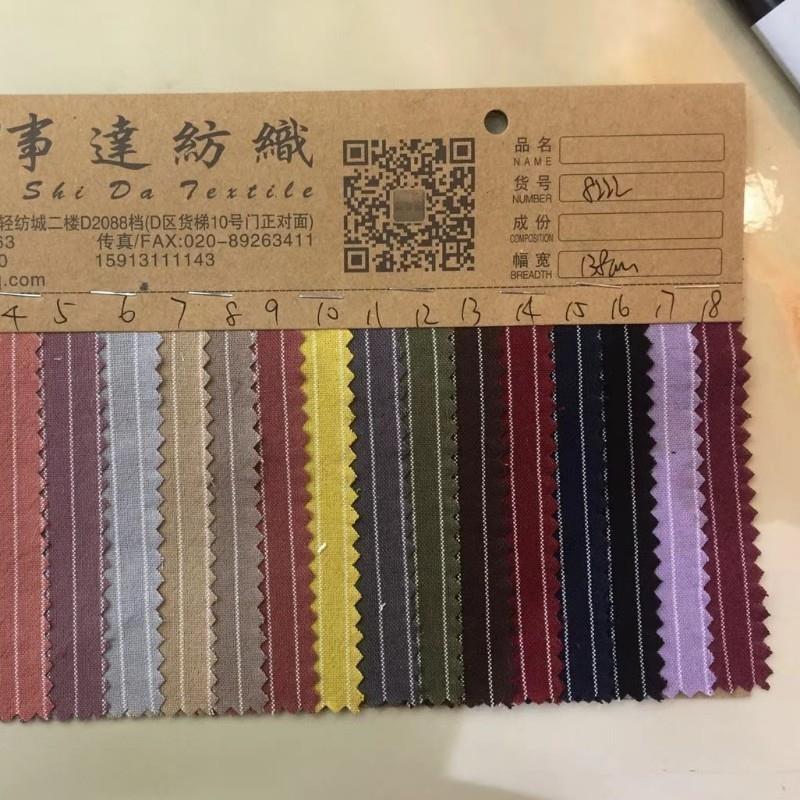 事達紡織
Shi Da Textile
轻纺城二楼D2088档(D区货梯10号门正对面)
63 传真/FAX:020-89263411
0 15913111143
q.com
品名
NAME
货号 8222
NUMBER
成份
COMPOSITION
幅宽 138cm
BREADTH
4 5 6 7 8 9 10 11 12 13 14 15 16 17 18